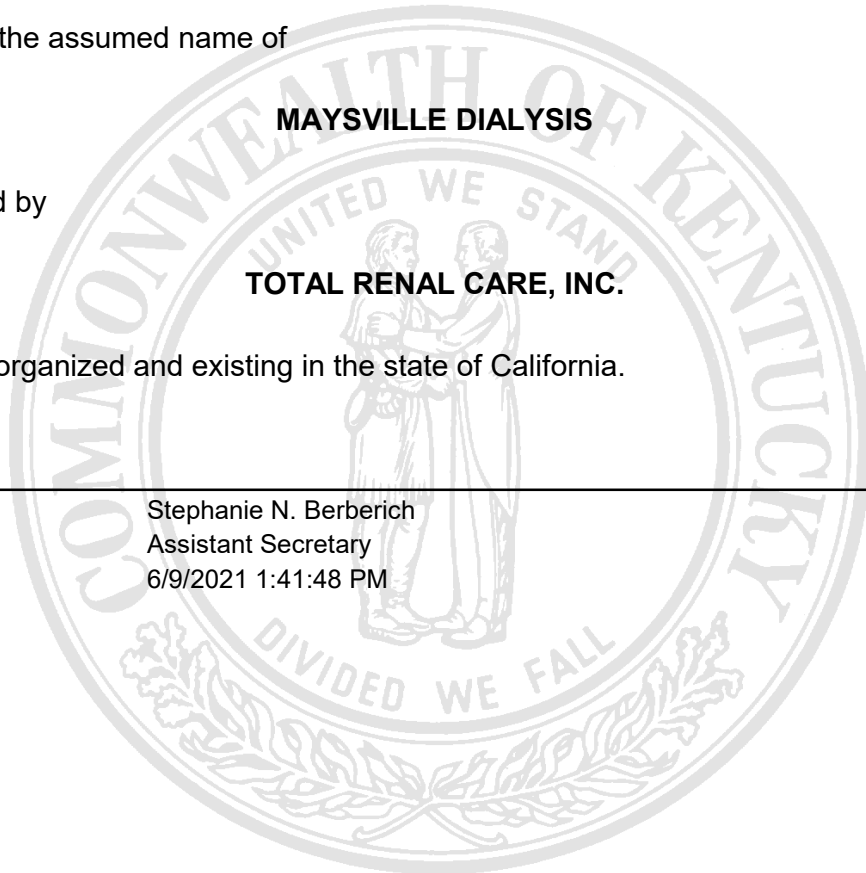 the assumed name of
MAYSVILLE DIALYSIS
d by
TOTAL RENAL CARE, INC.
organized and existing in the state of California.
Stephanie N. Berberich
Assistant Secretary
6/9/2021 1:41:48 PM
COMMONWEALTH OF KENTUCKY
UNITED WE STAND
DIVIDED WE FALL